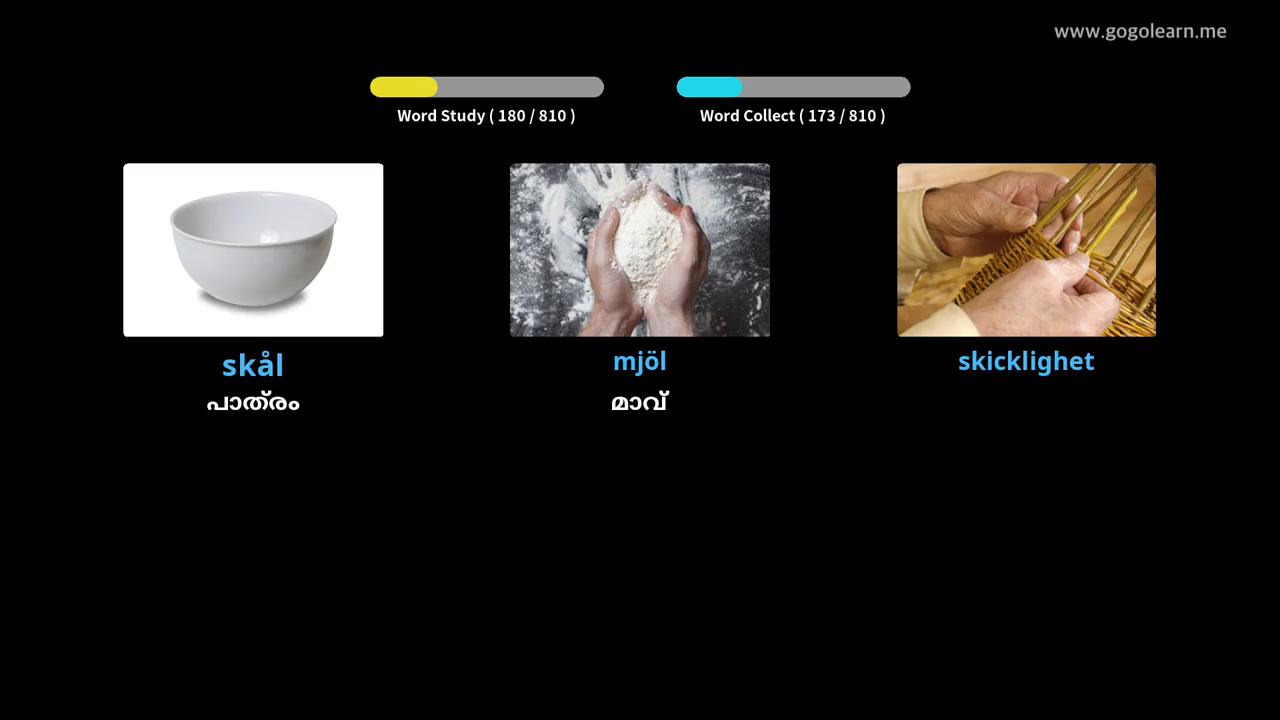 www.gogolearn.me
Word Study ( 180 / 810 )
Word Collect ( 173 / 810 )
skål
mjöl
skicklighet
പാത്രം
മാവ്